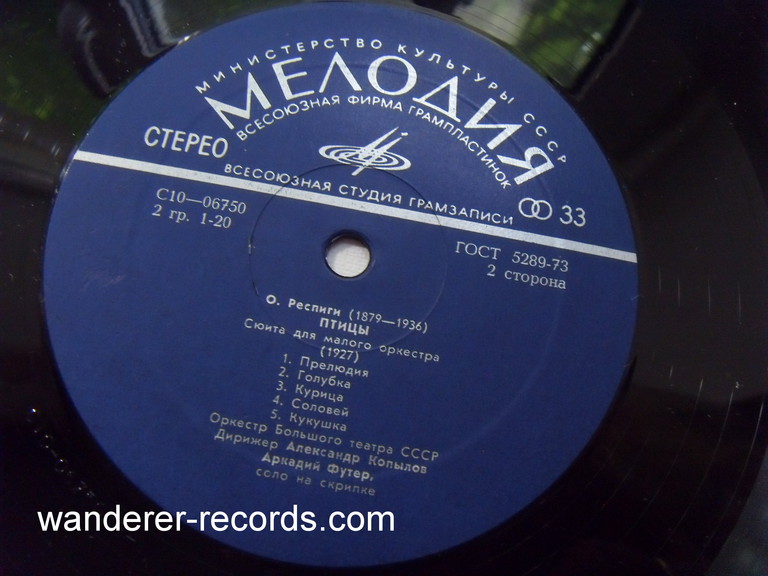 МИНИСТЕРСТВО КУЛЬТУРЫ СССР
МЕЛОДИЯ
ВСЕСОЮЗНАЯ ФИРМА ГРАМПЛАСТИНОК
СТЕРЕО
ВСЕСОЮЗНАЯ СТУДИЯ ГРАМЗАПИСИ
33
С10—06750
2 гр. 1-20
ГОСТ 5289-73
2 сторона
О. Респиги (1879—1936)
ПТИЦЫ
Сюита для малого оркестра
(1927)
1. Прелюдия
2. Голубка
3. Курица
4. Соловей
5. Кукушка
Оркестр Большого театра СССР
Дирижер Александр Копылов
Аркадий Футер,
соло на скрипке
wanderer-records.com